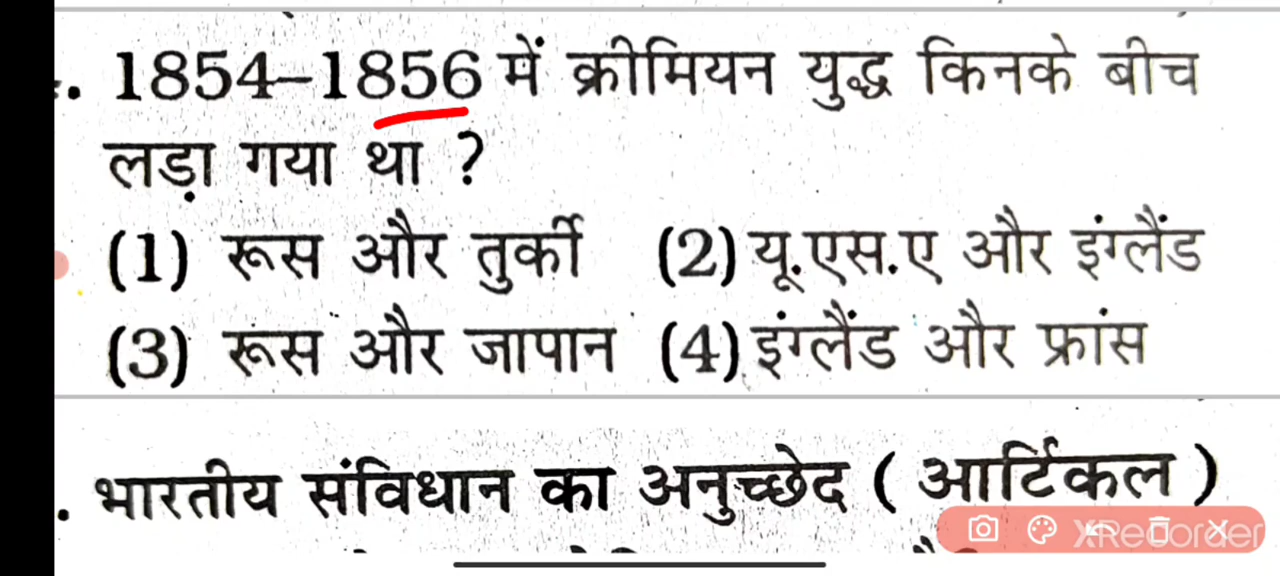 . 1854–1856 में क्रीमियन युद्ध किनके बीच
लड़ा गया था ?
(1) रूस और तुर्की (2) यू.एस.ए और इंग्लैंड
(3) रूस और जापान (4) इंग्लैंड और फ्रांस
. भारतीय संविधान का अनुच्छेद ( आर्टिकल )
XRecorder